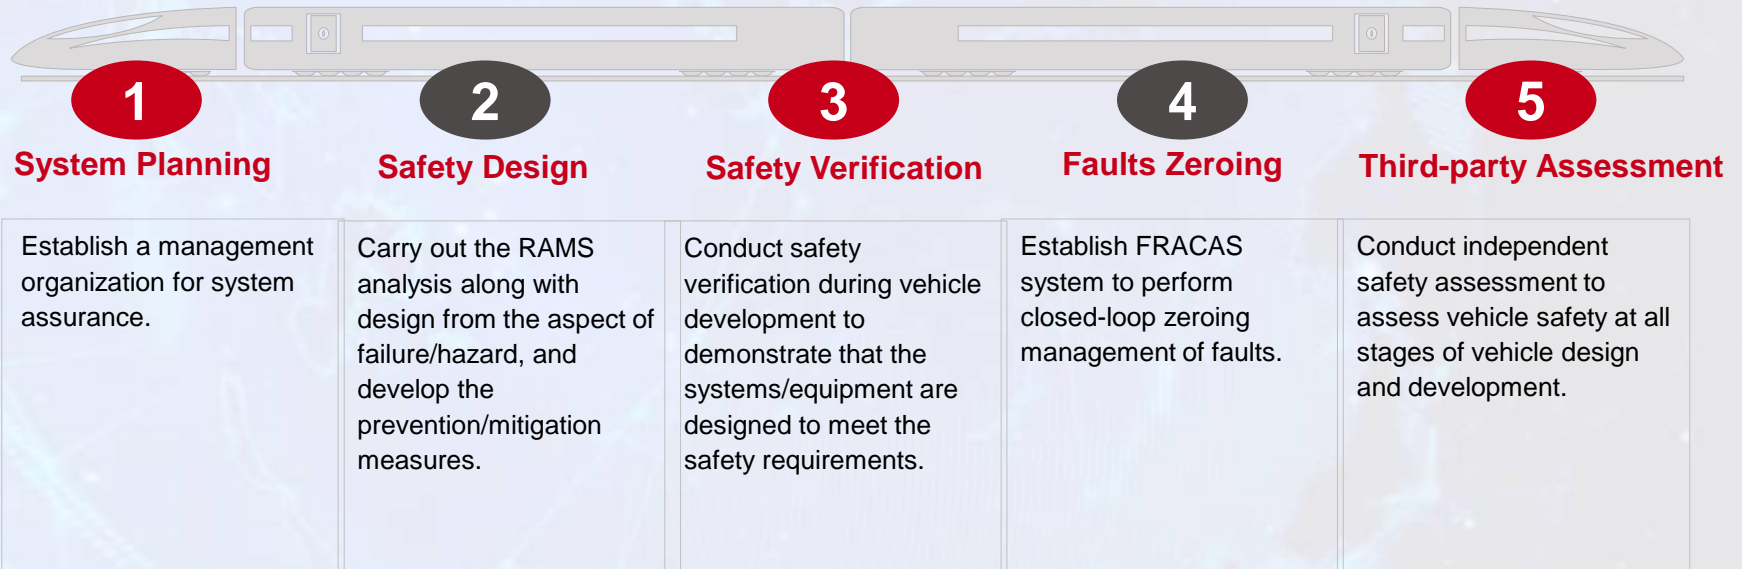 1
System Planning
Establish a management
organization for system
assurance.
2
Safety Design
Carry out the RAMS
analysis along with
design from the aspect of
failure/hazard, and
develop the
prevention/mitigation
measures.
3
Safety Verification
Conduct safety
verification during vehicle
development to
demonstrate that the
systems/equipment are
designed to meet the
safety requirements.
4
Faults Zeroing
Establish FRACAS
system to perform
closed-loop zeroing
management of faults.
5
Third-party Assessment
Conduct independent
safety assessment to
assess vehicle safety at all
stages of vehicle design
and development.